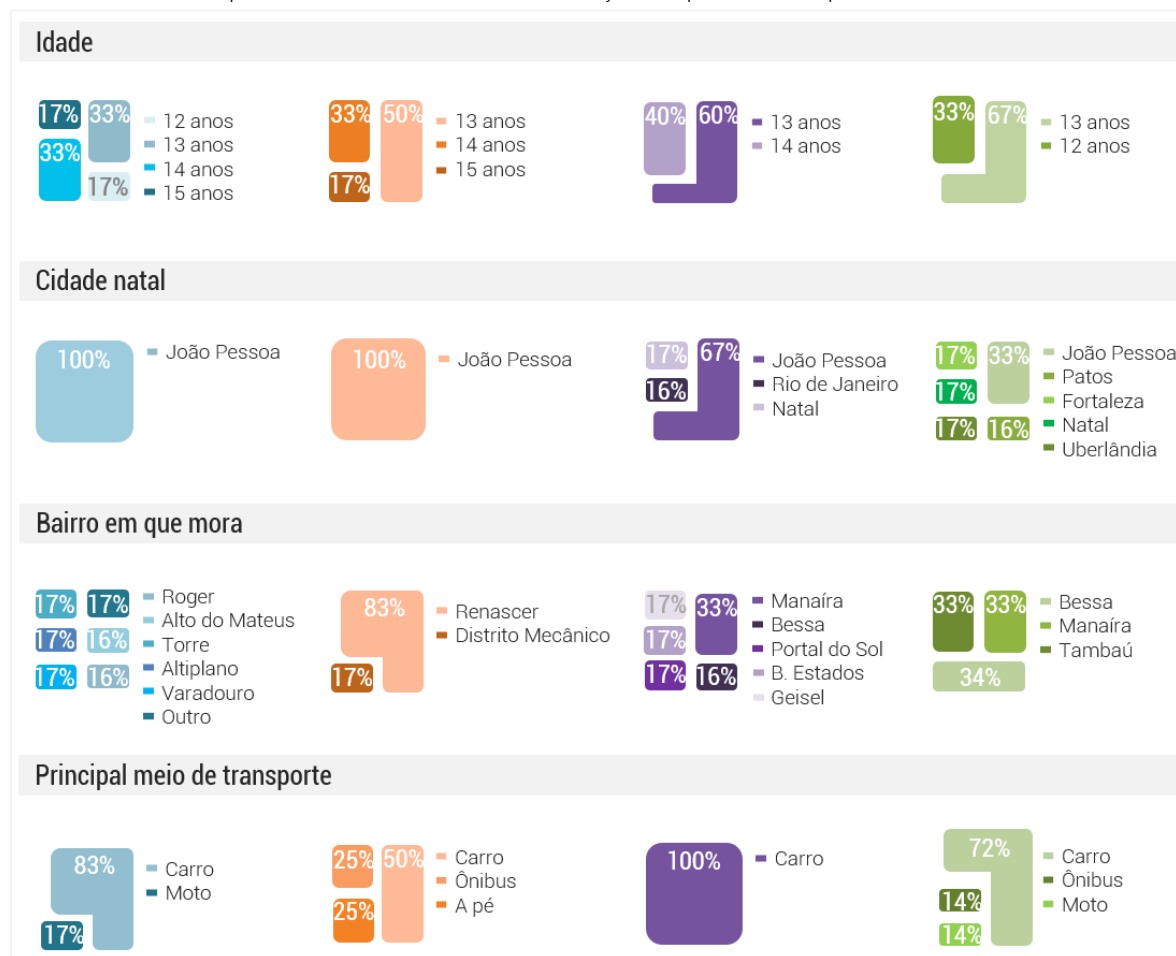 Idade
17% 33%
33%
17%
12 anos
13 anos
14 anos
15 anos
33% 50%
17%
13 anos
14 anos
15 anos
40% 60%
13 anos
14 anos
33% 67%
13 anos
12 anos
Cidade natal
100%
João Pessoa
100%
João Pessoa
17% 67%
16%
João Pessoa
Rio de Janeiro
Natal
17% 33%
17%
17% 16%
João Pessoa
Patos
Fortaleza
Natal
Uberlândia
Bairro em que mora
17% 17%
17% 16%
17% 16%
Roger
Alto do Mateus
Torre
Altiplano
Varadouro
Outro
83%
17%
Renascer
Distrito Mecânico
17% 33%
17%
17% 16%
Manaíra
Bessa
Portal do Sol
B. Estados
Geisel
33% 33%
34%
Bessa
Manaíra
Tambaú
Principal meio de transporte
83%
17%
Carro
Moto
25% 50%
25%
Carro
Ônibus
A pé
100%
Carro
72%
14%
14%
Carro
Ônibus
Moto